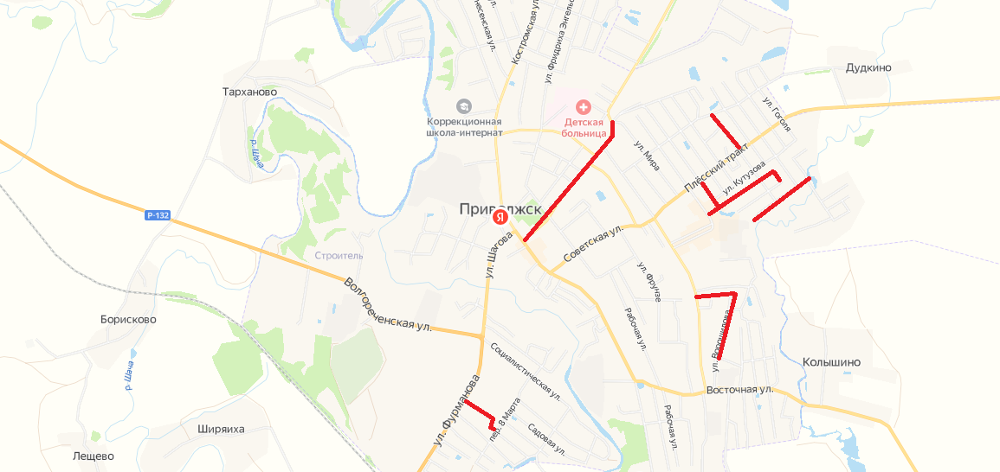 Костромская ул.
ул. Фридриха Энгельс
Дудкино
Тарханово
ул. Гоголя
Коррекционная
школа-интернат
Детская
больница
р. Шача
ул. Мира
Плёсский тракт
ул. Кутузова
Приволжск
Я
Р-132
Советская ул.
ул. Шагова
Строитель
ул. Фрунзе
Волгореченская ул.
Борисково
Рабочая ул.
ул. Ворошилова
Социалистическая ул.
Колышино
р. Шача
ул. Фурманова
Восточная ул.
пер. 8 Марта
Рабочая ул.
Ширяиха
Садовая ул.
Лещево